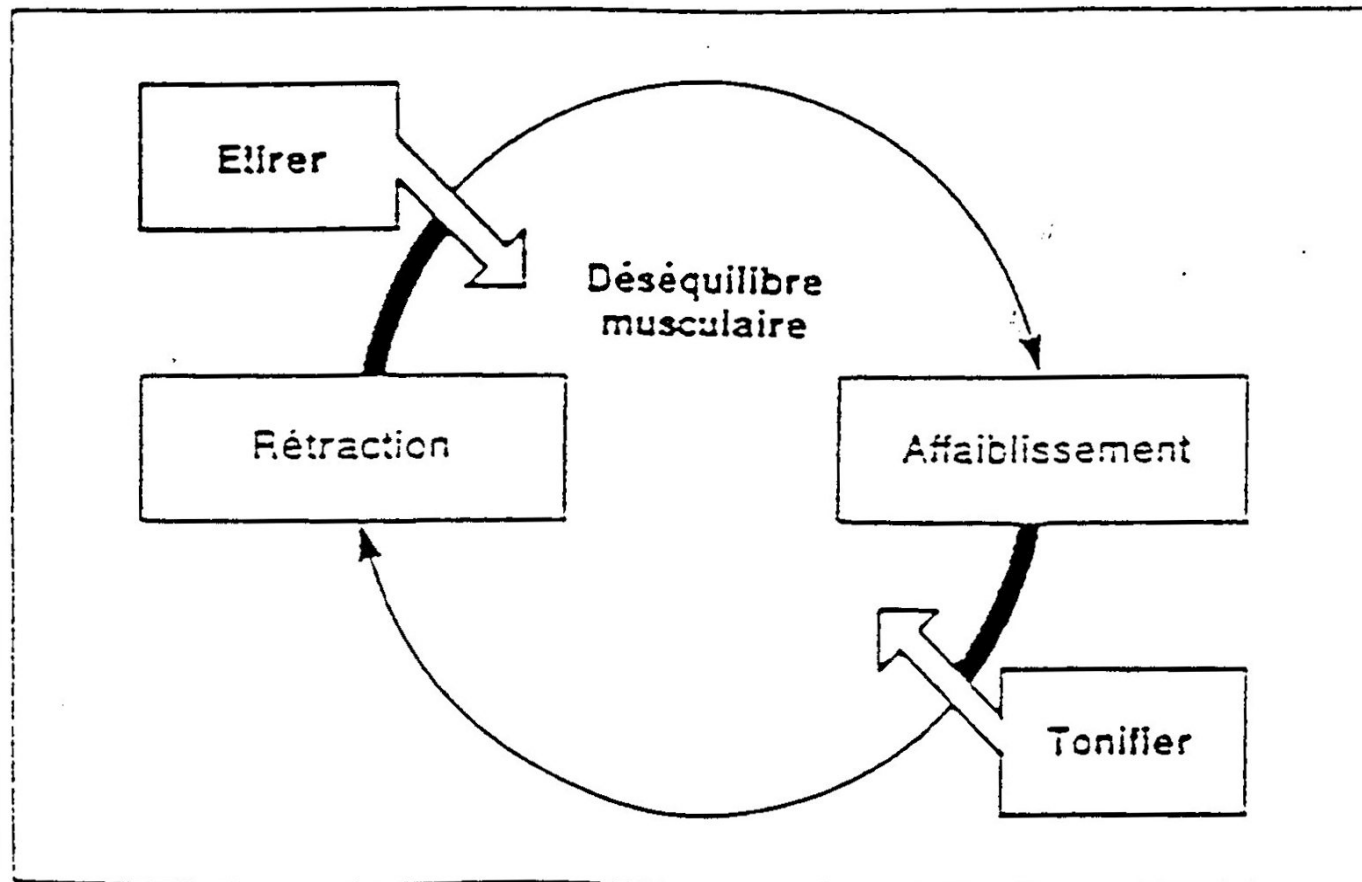 Etirer
Déséquilibre
musculaire
Rétraction
Affaiblissement
Tonifier